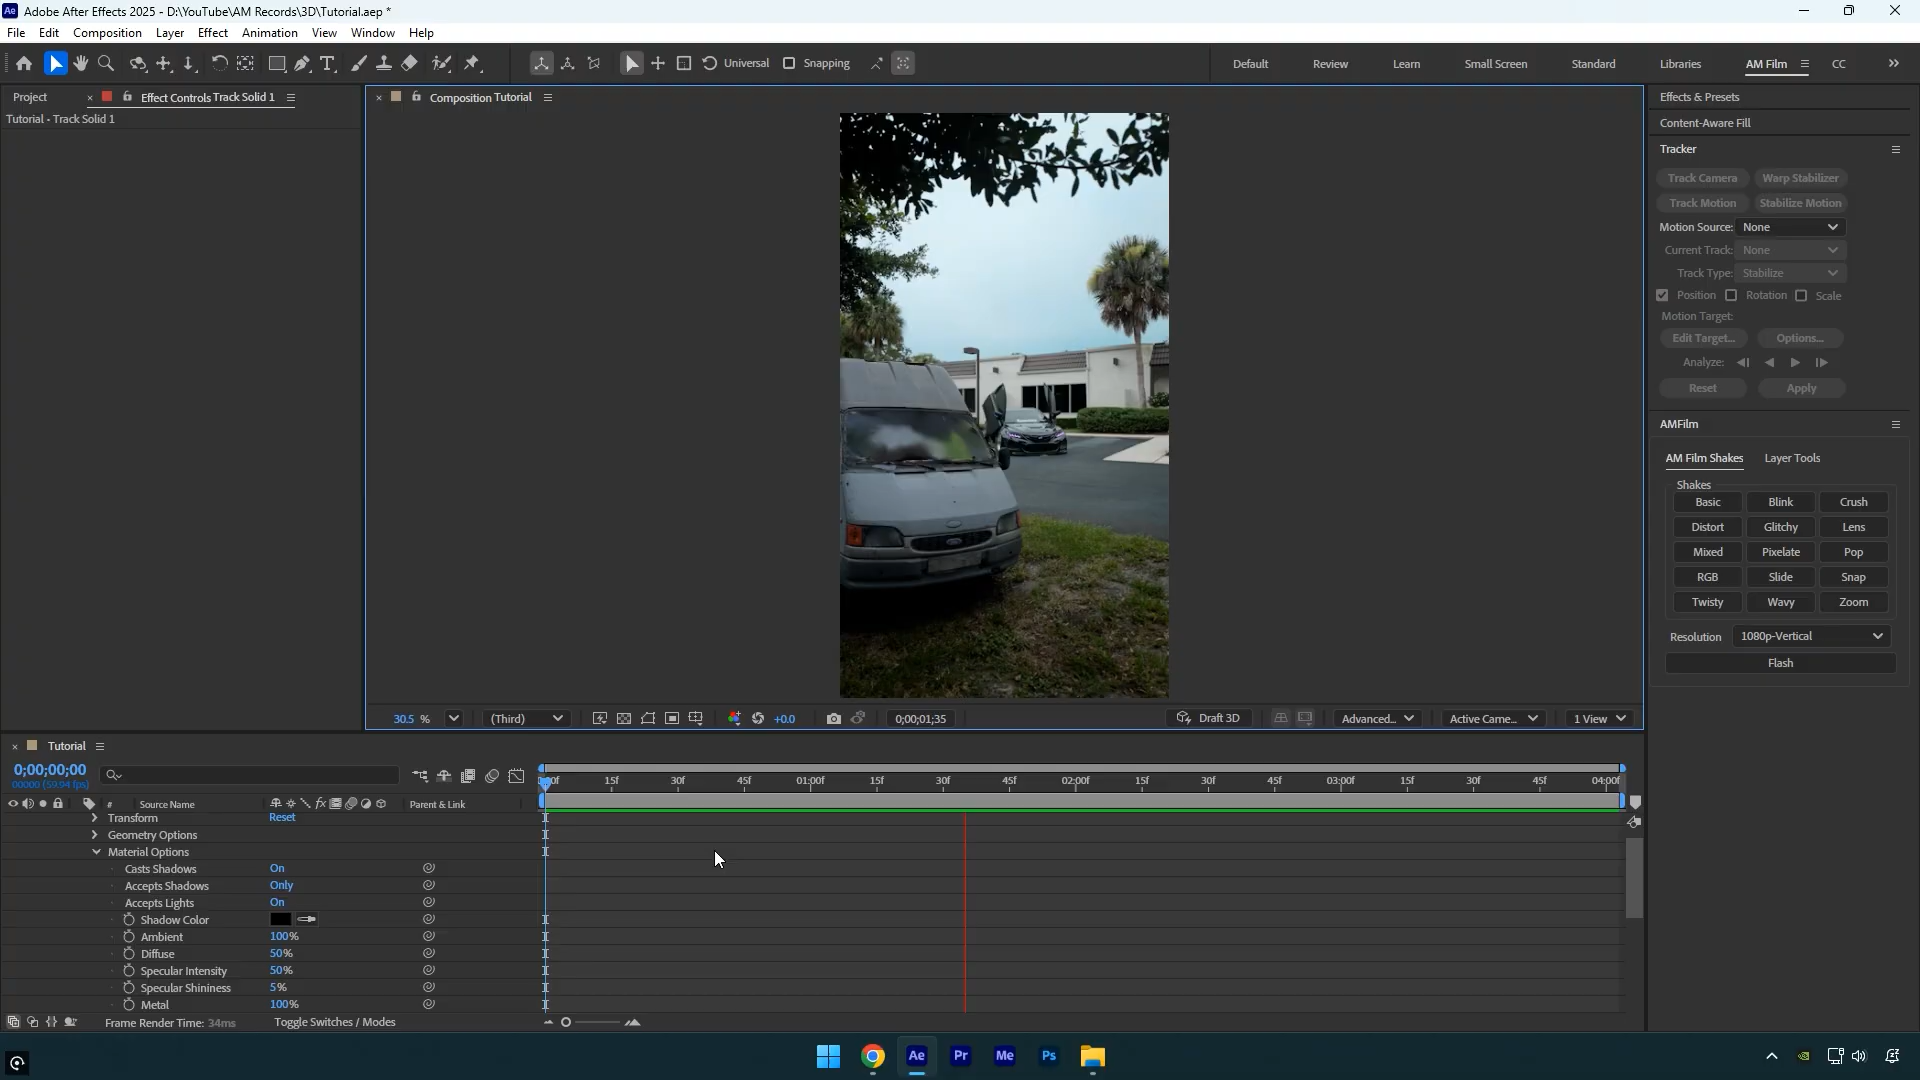 Adobe After Effects 2025 - D:\YouTube\AM Records\3D\Tutorial.aep *
File Edit Composition Layer Effect Animation View Window Help
Universal Snapping Default Review Learn Small Screen Standard Libraries AM Film CC
Project Effect Controls Track Solid 1
Tutorial - Track Solid 1
Composition Tutorial
30.5 % (Third) +0.0 0;00;01;35 Draft 3D Advanced... Active Came... 1 View
Effects & Presets
Content-Aware Fill
Tracker
Track Camera Warp Stabilizer
Track Motion Stabilize Motion
Motion Source: None
Current Track: None
Track Type: Stabilize
Position Rotation Scale
Motion Target:
Edit Target... Options...
Analyze:
Reset Apply
AMFilm
AM Film Shakes Layer Tools
Shakes
Basic Blink Crush
Distort Glitchy Lens
Mixed Pixelate Pop
RGB Slide Snap
Twisty Wavy Zoom
Resolution 1080p-Vertical
Flash
Tutorial
0;00;00;00
00000 (59.94 fps)
15f 30f 45f 01:00f 15f 30f 45f 02:00f 15f 30f 45f 03:00f 15f 30f 45f 04:00f
# Source Name fx Parent & Link
Transform Reset
Geometry Options
Material Options
Casts Shadows On
Accepts Shadows Only
Accepts Lights On
Shadow Color
Ambient 100%
Diffuse 50%
Specular Intensity 50%
Specular Shininess 5%
Metal 100%
Frame Render Time: 34ms Toggle Switches / Modes
Ae Pr Me Ps